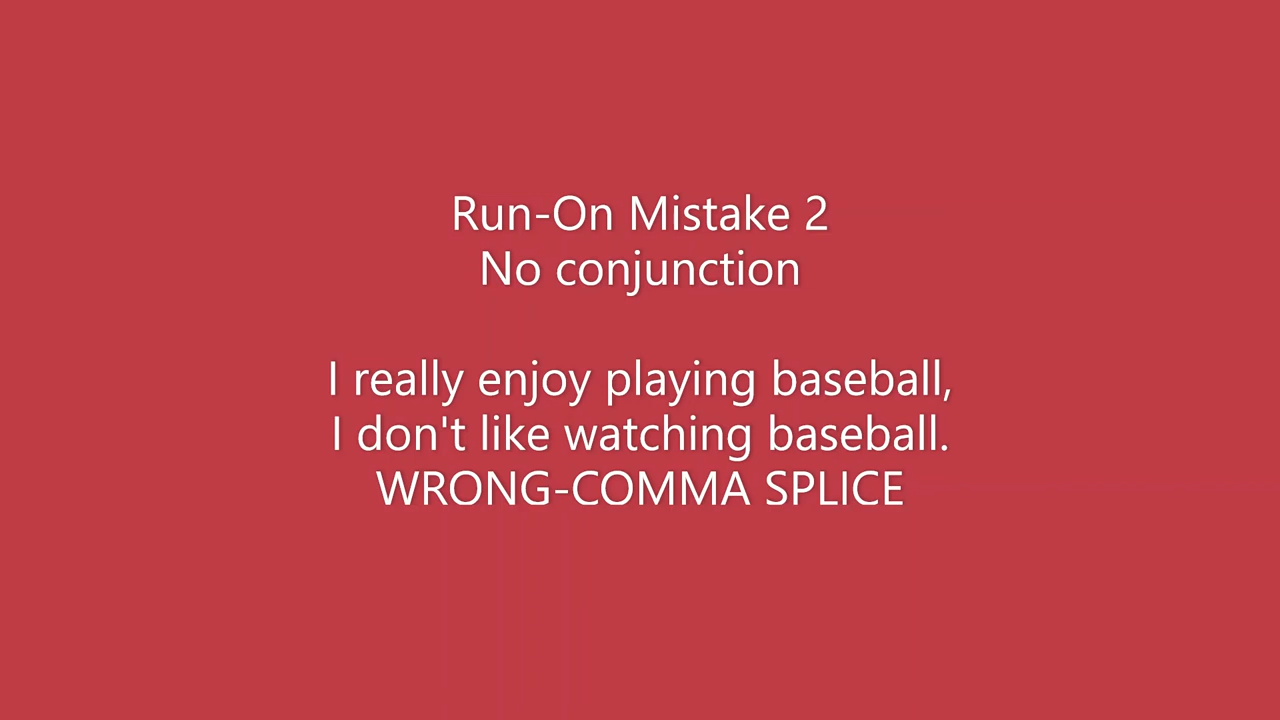 Run-On Mistake 2
No conjunction
I really enjoy playing baseball,
I don't like watching baseball.
WRONG-COMMA SPLICE